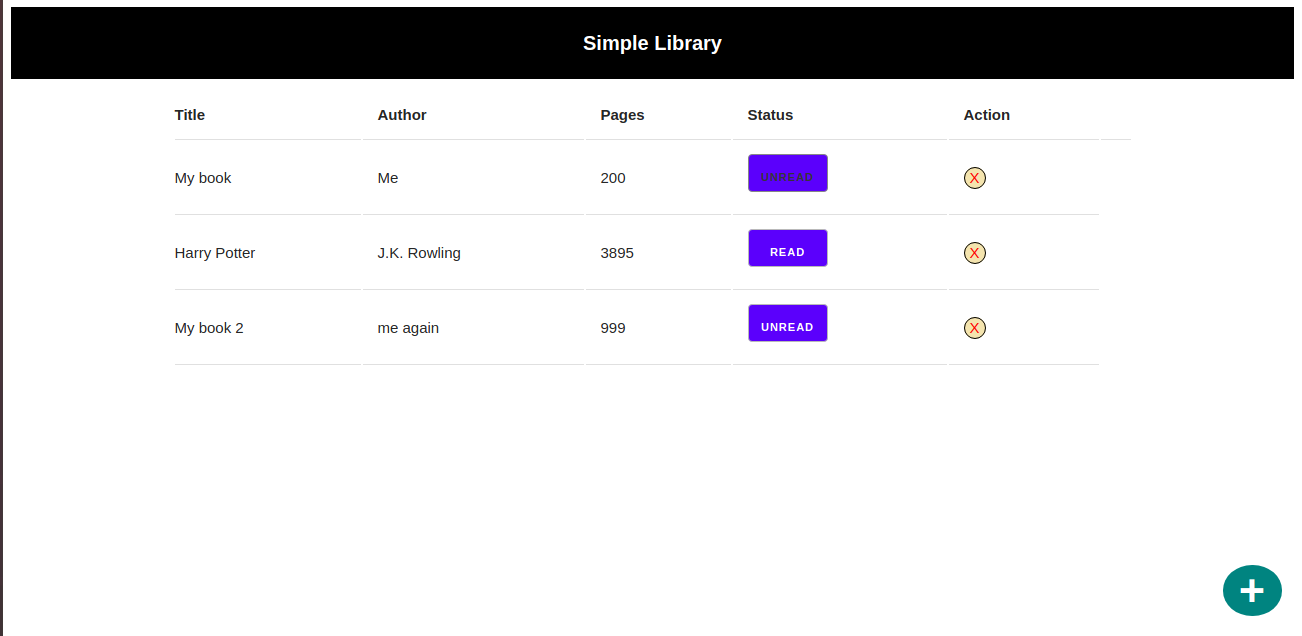 Simple Library
Title Author Pages Status Action
My book Me 200 UNREAD X
Harry Potter J.K. Rowling 3895 READ X
My book 2 me again 999 UNREAD X
+